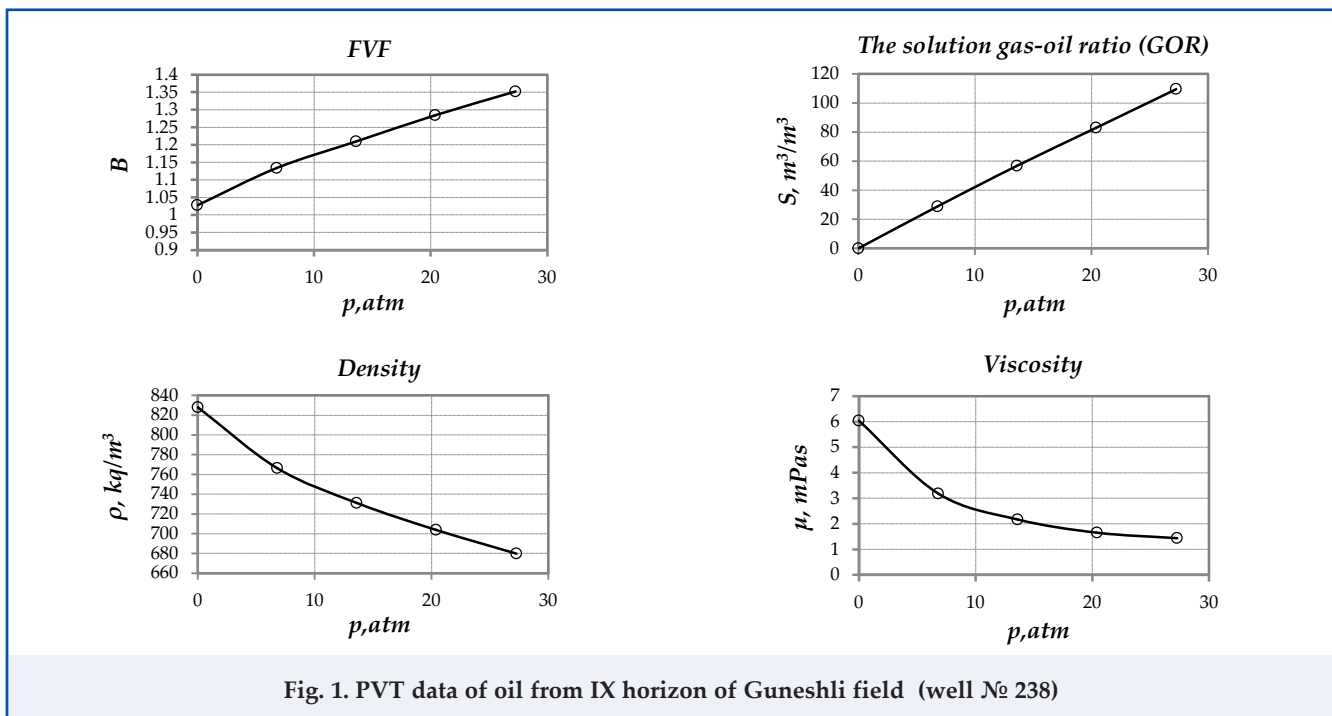 FVF
1.4
1.35
1.3
1.25
1.2
1.15
1.1
1.05
1
0.95
0.9
B
0 10 20 30
p,atm
The solution gas-oil ratio (GOR)
120
100
80
60
40
20
0
S, m³/m³
0 10 20 30
p,atm
Density
840
820
800
780
760
740
720
700
680
660
ρ, kq/m³
0 10 20 30
p,atm
Viscosity
7
6
5
4
3
2
1
0
μ, mPas
0 10 20 30
p,atm
Fig. 1. PVT data of oil from IX horizon of Guneshli field (well № 238)